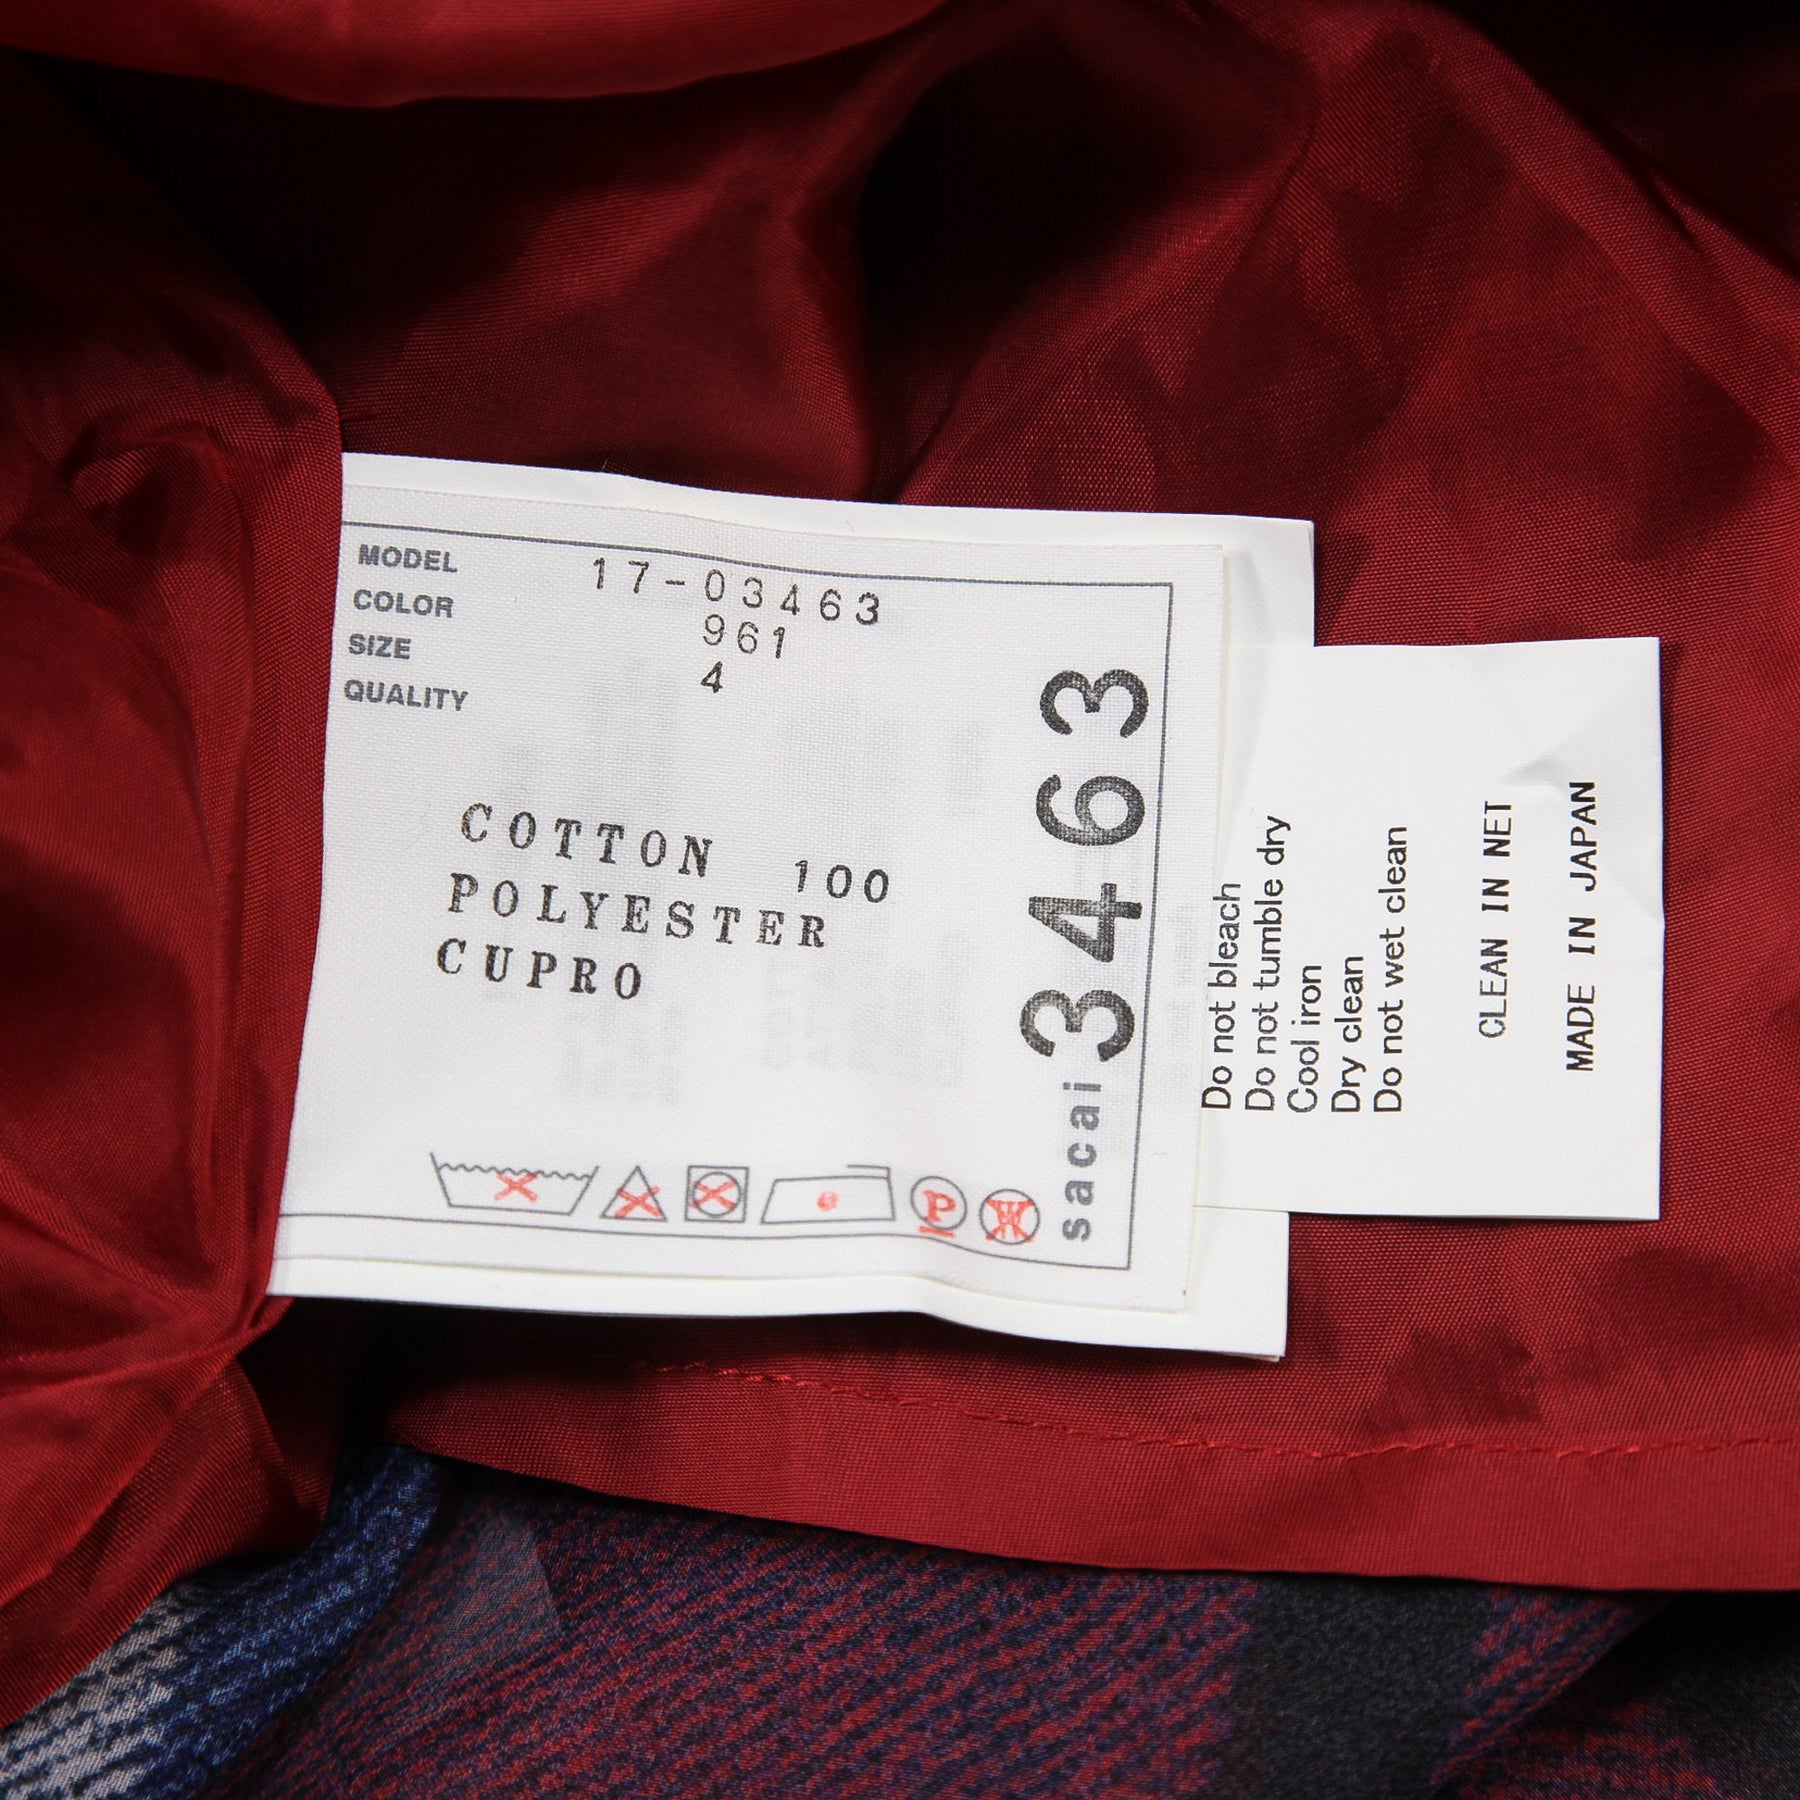 MODEL 17-03463
COLOR 961
SIZE 4
QUALITY
COTTON 100
POLYESTER
CUPRO
P
W
sacai 3463
Do not bleach
Do not tumble dry
Cool iron
Dry clean
Do not wet clean
CLEAN IN NET
MADE IN JAPAN